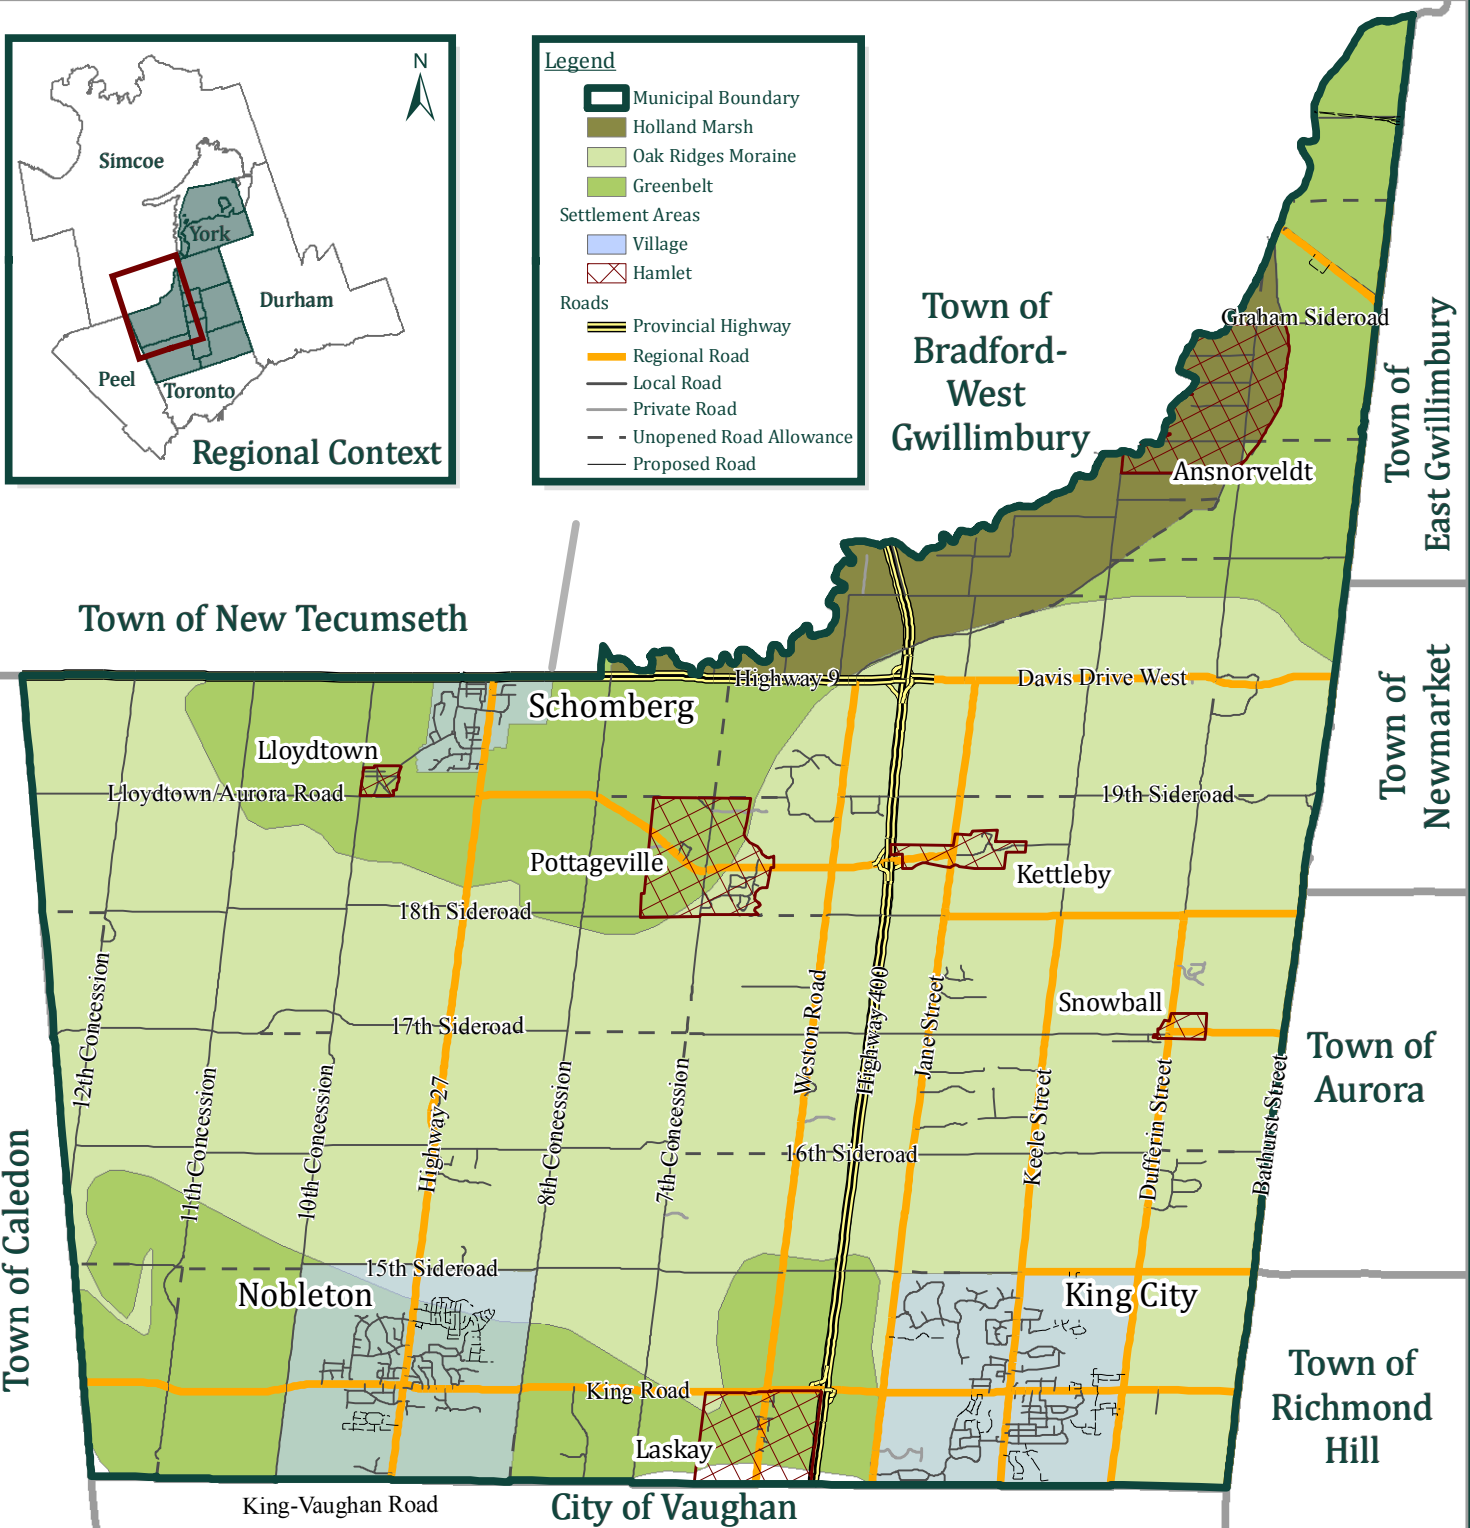 N
Simcoe
York
Durham
Peel
Toronto
Regional Context
Legend
Municipal Boundary
Holland Marsh
Oak Ridges Moraine
Greenbelt
Settlement Areas
Village
Hamlet
Roads
Provincial Highway
Regional Road
Local Road
Private Road
Unopened Road Allowance
Proposed Road
Town of
Bradford-
West
Gwillimbury
Graham Sideroad
Ansnorveldt
Town of
East Gwillimbury
Town of New Tecumseth
Highway 9
Davis Drive West
Schomberg
Lloydtown
Lloydtown/Aurora Road
19th Sideroad
Town of
Newmarket
Pottageville
Kettleby
18th Sideroad
Snowball
17th Sideroad
12th Concession
11th Concession
10th Concession
Highway 27
8th Concession
7th Concession
Weston Road
Highway 400
Jane Street
Keele Street
Dufferin Street
Bathurst Street
Town of
Aurora
16th Sideroad
Town of Caledon
15th Sideroad
Nobleton
King City
King Road
Laskay
Town of
Richmond
Hill
King-Vaughan Road
City of Vaughan